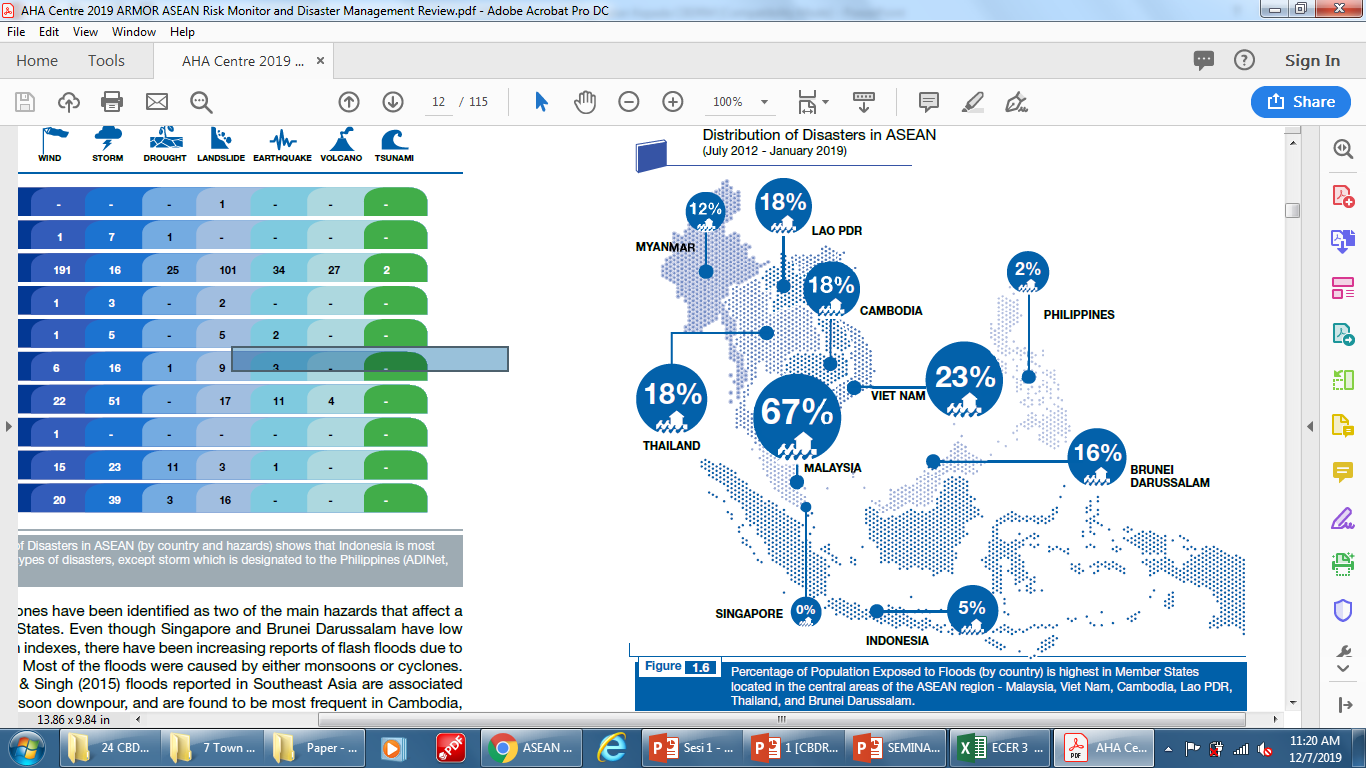 AHA Centre 2019 ARMOR ASEAN Risk Monitor and Disaster Management Review.pdf - Adobe Acrobat Pro DC
File Edit View Window Help
Home Tools AHA Centre 2019 ... × Sign In
12 / 115 100% Share
WIND STORM DROUGHT LANDSLIDE EARTHQUAKE VOLCANO TSUNAMI
- - - 1 - - -
1 7 1 - - - -
191 16 25 101 34 27 2
1 3 - 2 - - -
1 5 - 5 2 - -
6 16 1 9 3 - -
22 51 - 17 11 4 -
1 - - - - - -
15 23 11 3 1 - -
20 39 3 16 - - -
of Disasters in ASEAN (by country and hazards) shows that Indonesia is most
ypes of disasters, except storm which is designated to the Philippines (ADINet,
ones have been identified as two of the main hazards that affect a
States. Even though Singapore and Brunei Darussalam have low
indexes, there have been increasing reports of flash floods due to
Most of the floods were caused by either monsoons or cyclones.
& Singh (2015) floods reported in Southeast Asia are associated
soon downpour, and are found to be most frequent in Cambodia,
Distribution of Disasters in ASEAN
(July 2012 - January 2019)
12%
MYANMAR
18%
LAO PDR
18%
CAMBODIA
2%
PHILIPPINES
18%
THAILAND
67%
MALAYSIA
VIET NAM
23%
16%
BRUNEI
DARUSSALAM
SINGAPORE
0%
INDONESIA
5%
Figure 1.6
Percentage of Population Exposed to Floods (by country) is highest in Member States
located in the central areas of the ASEAN region - Malaysia, Viet Nam, Cambodia, Lao PDR,
Thailand, and Brunei Darussalam.
13.86 x 9.84 in
24 CBD... 7 Town ... Paper - ... PDF ASEAN ... Sesi 1 - ... 1 [CBDR... SEMINA... ECER 3 ... AHA Ce...
11:20 AM
12/7/2019